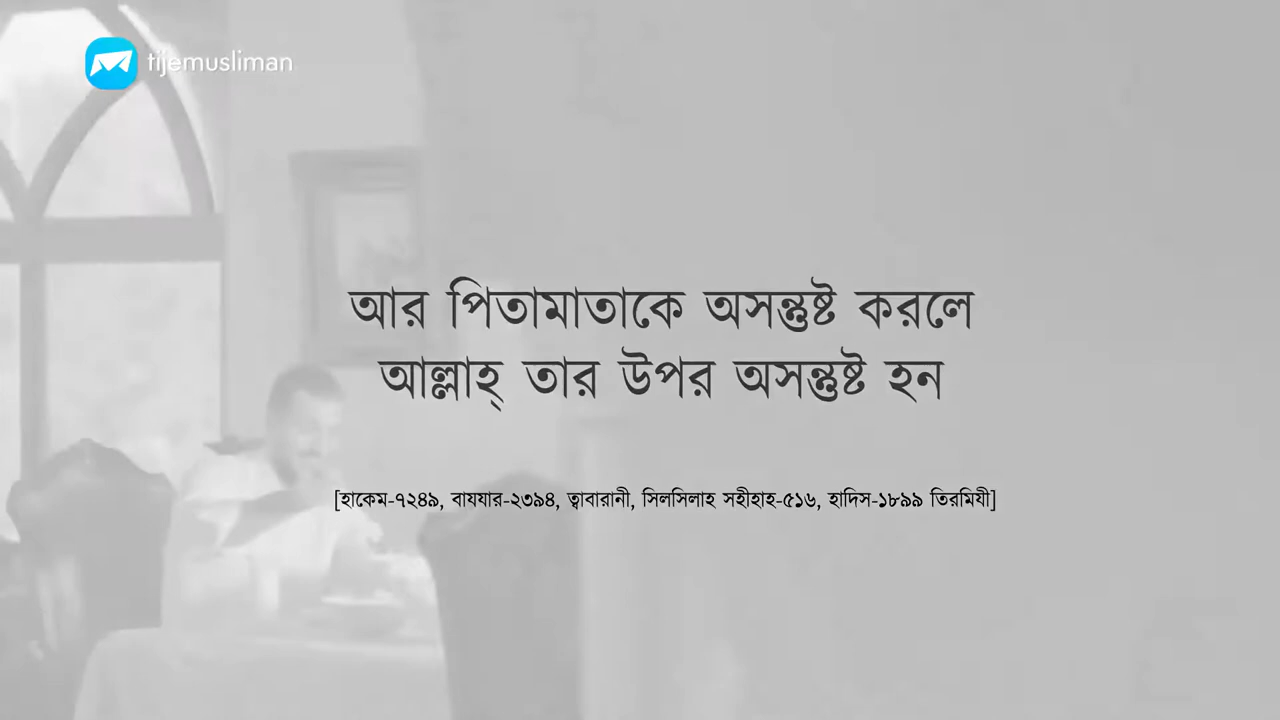 tijemusliman
আর পিতামাতাকে অসন্তুষ্ট করলে
আল্লাহ্ তার উপর অসন্তুষ্ট হন
[হাকেম-৭২৪৯, বাযযার-২৩৯৪, ত্বাবারানী, সিলসিলাহ সহীহাহ-৫১৬, হাদিস-১৮৯৯ তিরমিযী]